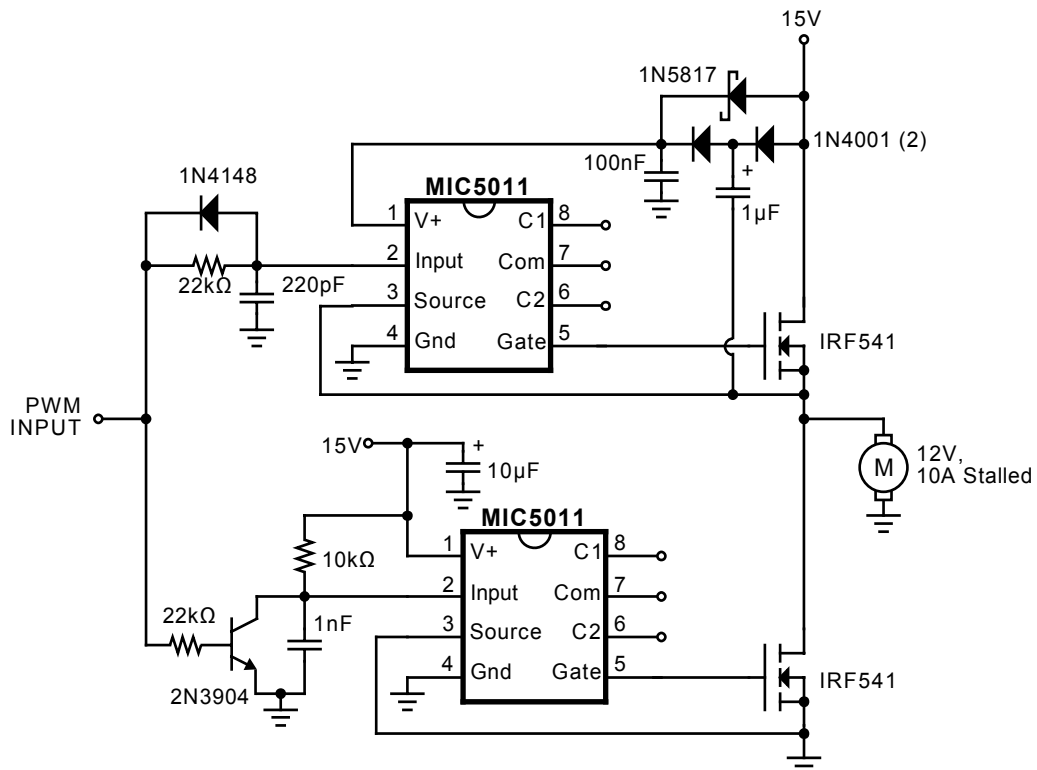 15V
1N5817
1N4001 (2)
100nF
+
1µF
1N4148
MIC5011
1 V+ C1 8
22kΩ
220pF
2 Input Com 7
3 Source C2 6
4 Gnd Gate 5
IRF541
PWM
INPUT
15V
+
10µF
M
12V,
10A Stalled
MIC5011
10kΩ
1 V+ C1 8
22kΩ
1nF
2 Input Com 7
3 Source C2 6
4 Gnd Gate 5
2N3904
IRF541